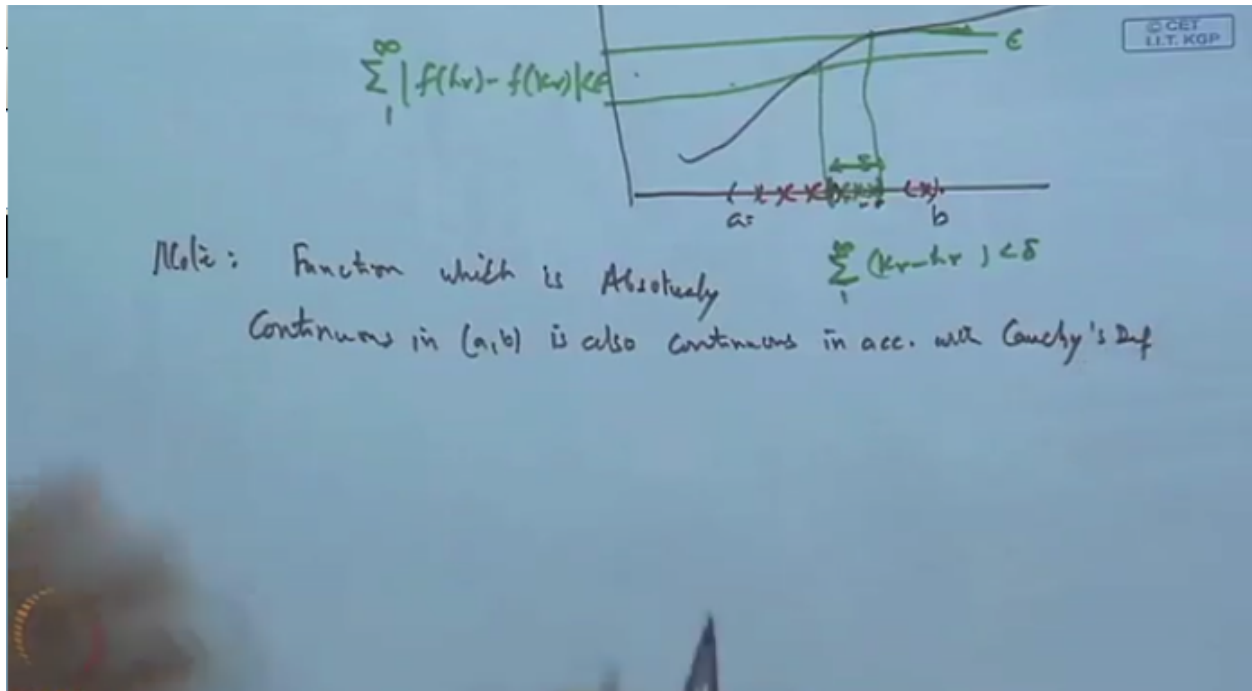 © CET
I.I.T. KGP
∞
∑ | f(hr) - f(kr) | < ε
1
ε
δ
a=
b
∞
∑ (kr - hr) < δ
1
Note : Function which is Absolutely
Continuous in (a, b) is also continuous in acc. with Cauchy's Def